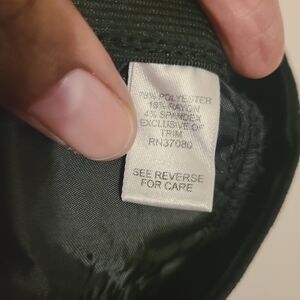 78% POLYESTER
18% RAYON
4% SPANDEX
EXCLUSIVE OF
TRIM
RN37080
SEE REVERSE
FOR CARE